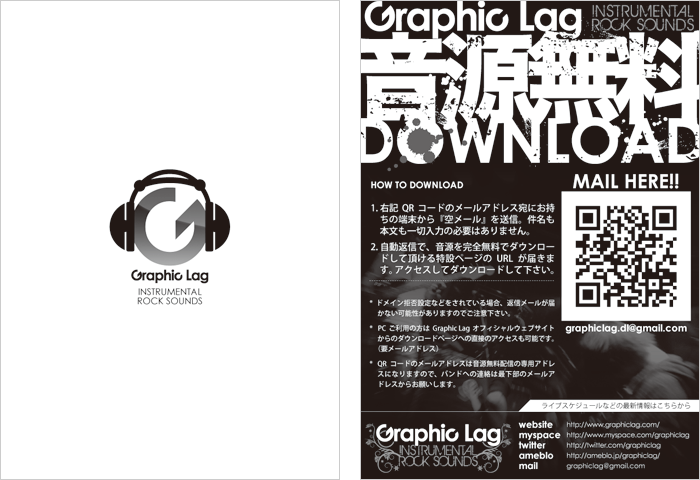 Graphic Lag
INSTRUMENTAL
ROCK SOUNDS
Graphic Lag
INSTRUMENTAL
ROCK SOUNDS
音源無料
DOWNLOAD
HOW TO DOWNLOAD
1. 右記 QR コードのメールアドレス宛にお持
ちの端末から『空メール』を送信。件名も
本文も一切入力の必要はありません。
2. 自動返信で、音源を完全無料でダウンロー
ドして頂ける特設ページの URL が届きま
す。アクセスしてダウンロードして下さい。
* ドメイン拒否設定などをされている場合、返信メールが届
かない可能性がありますのでご注意下さい。
* PC ご利用の方は Graphic Lag オフィシャルウェブサイト
からのダウンロードページへの直接のアクセスも可能です。
（要メールアドレス）
* QR コードのメールアドレスは音源無料配信の専用アドレ
スになりますので、バンドへの連絡は最下部のメールア
ドレスからお願いします。
MAIL HERE!!
graphiclag.dl@gmail.com
ライブスケジュールなどの最新情報はこちらから
Graphic Lag
INSTRUMENTAL
ROCK SOUNDS
website http://www.graphiclag.com/
myspace http://www.myspace.com/graphiclag
twitter http://twitter.com/graphiclag
ameblo http://ameblo.jp/graphiclag/
mail graphiclag@gmail.com